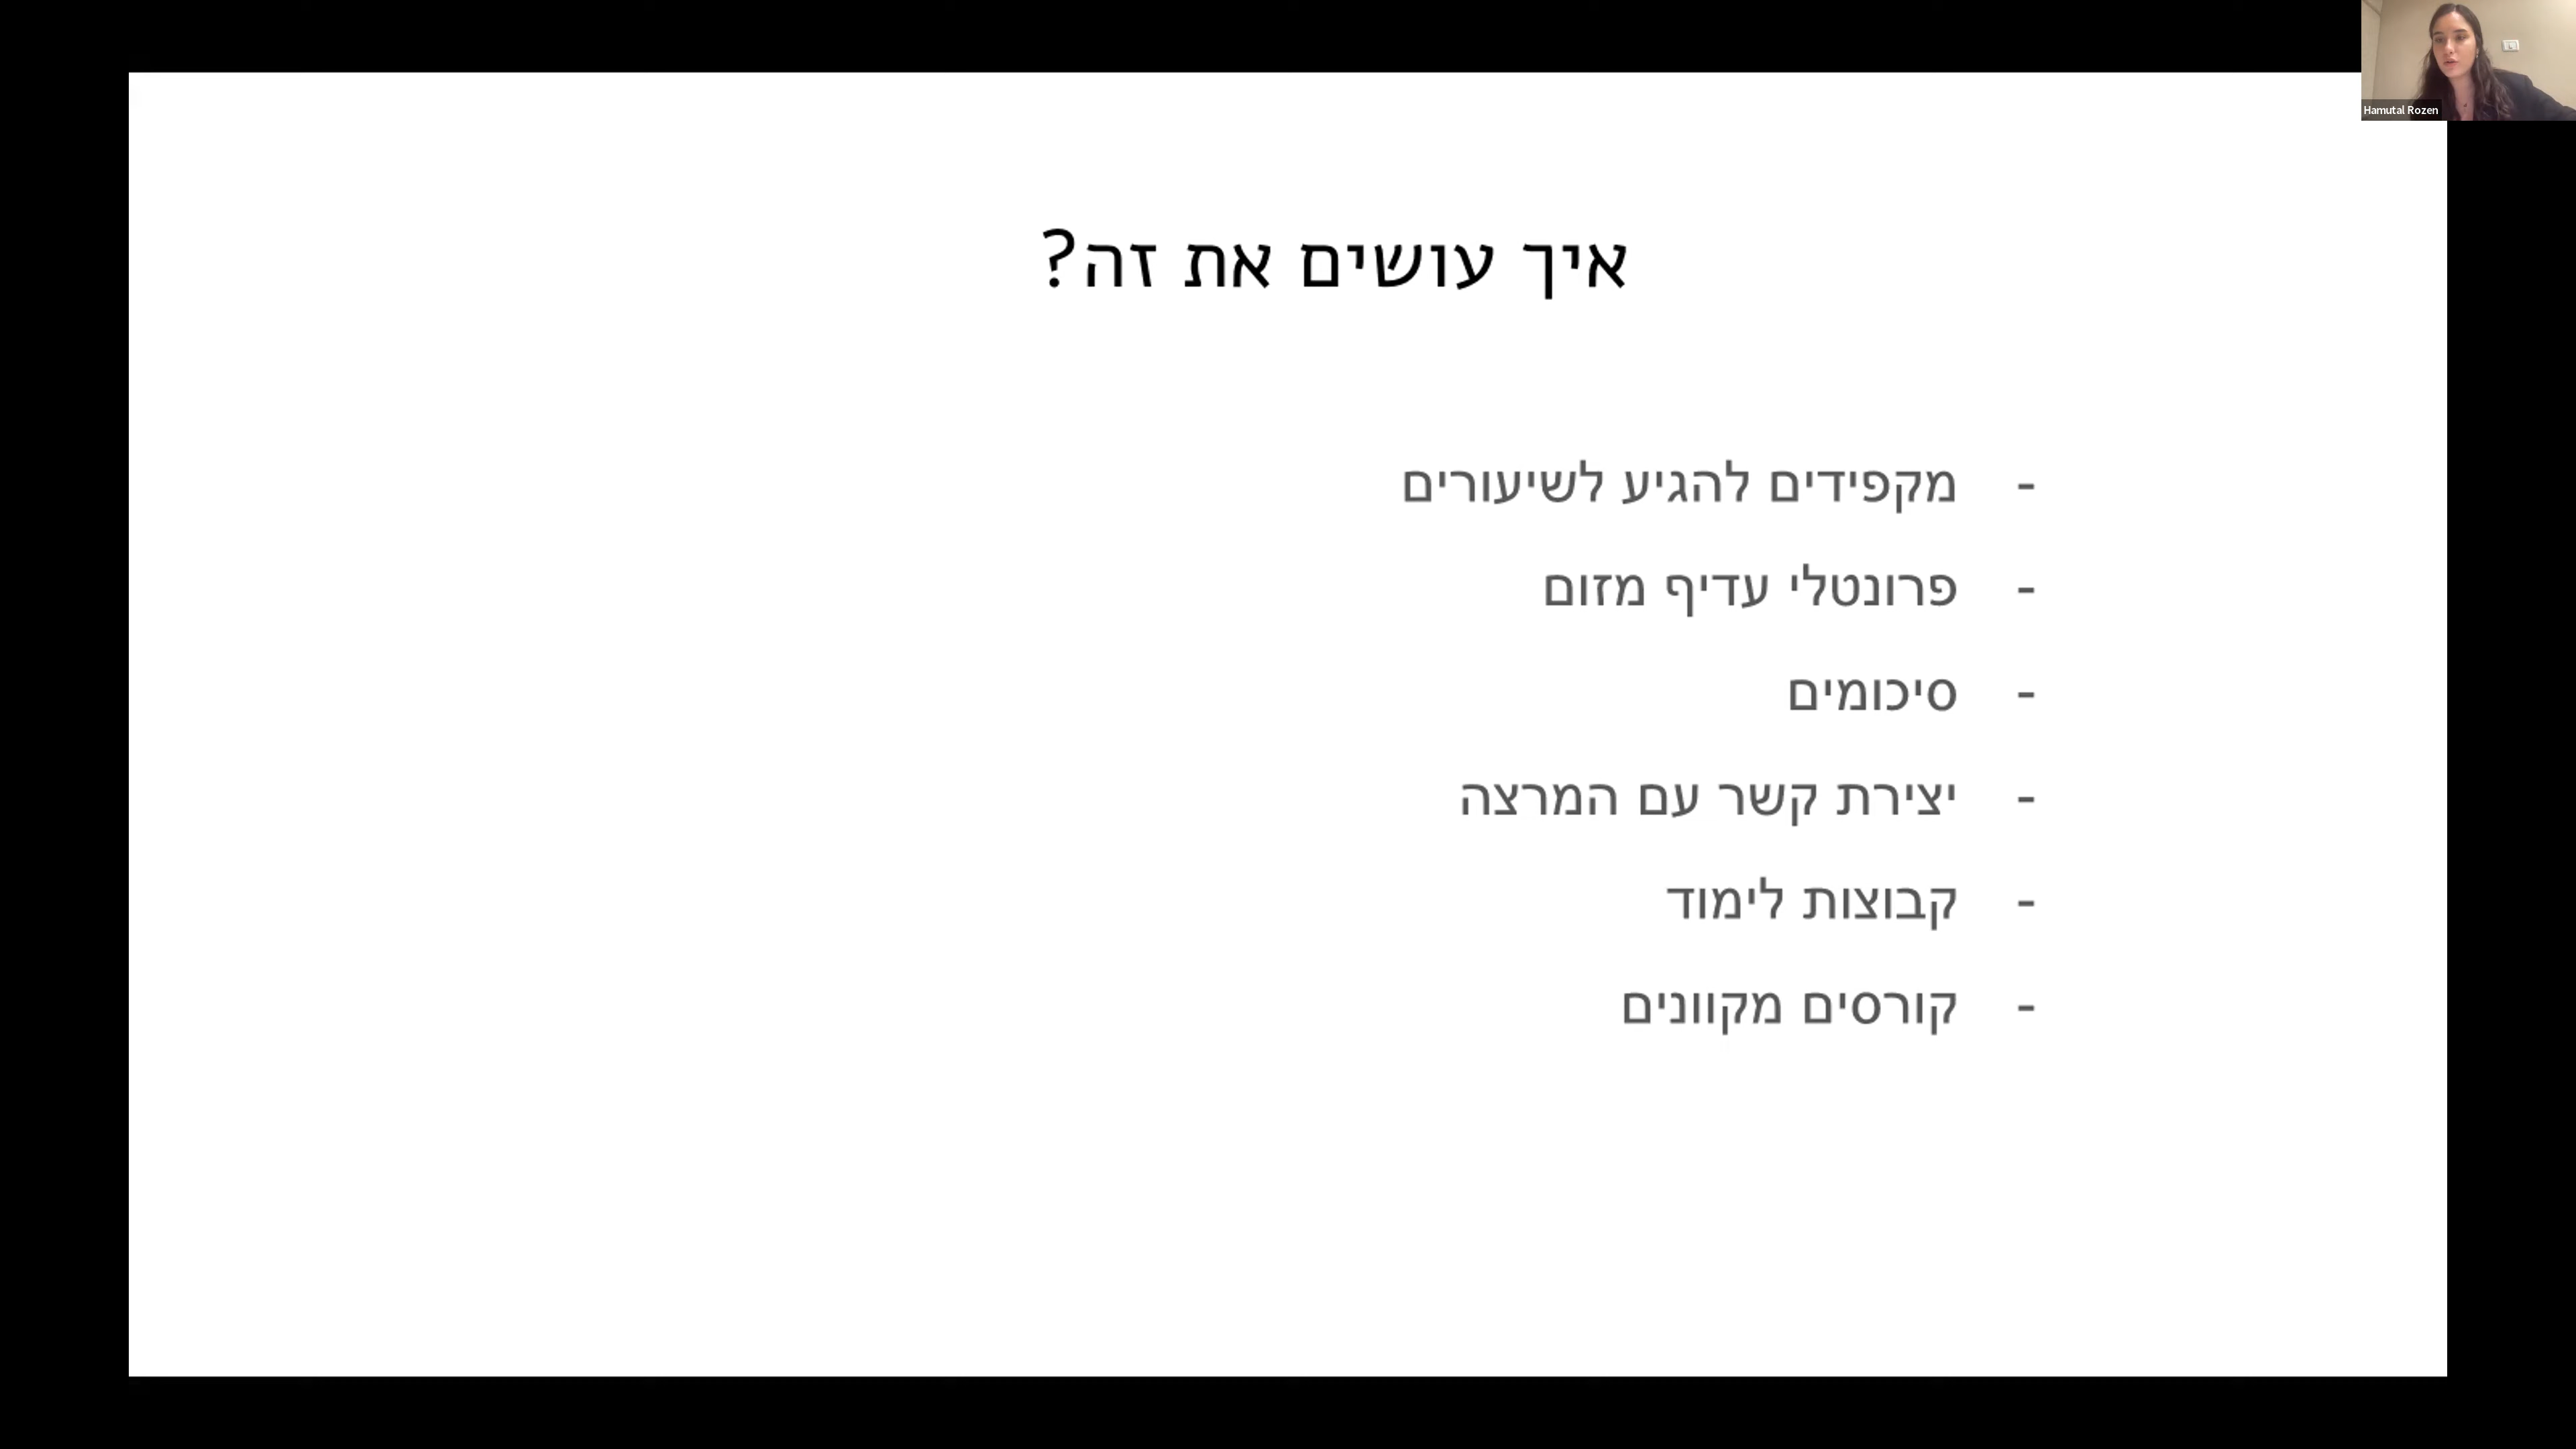 Hamutal Rozen
איך עושים את זה?
- מקפידים להגיע לשיעורים
- פרונטלי עדיף מזום
- סיכומים
- יצירת קשר עם המרצה
- קבוצות לימוד
- קורסים מקוונים